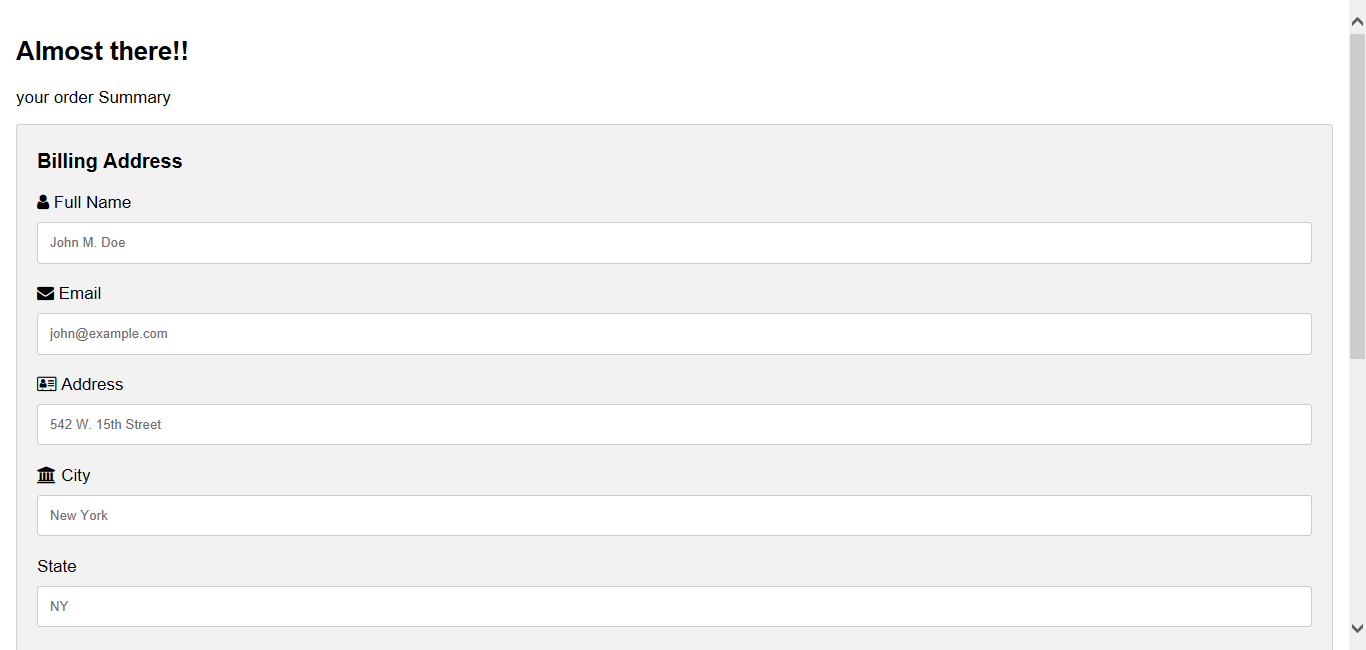 Almost there!!
your order Summary
Billing Address
Full Name
John M. Doe
Email
john@example.com
Address
542 W. 15th Street
City
New York
State
NY